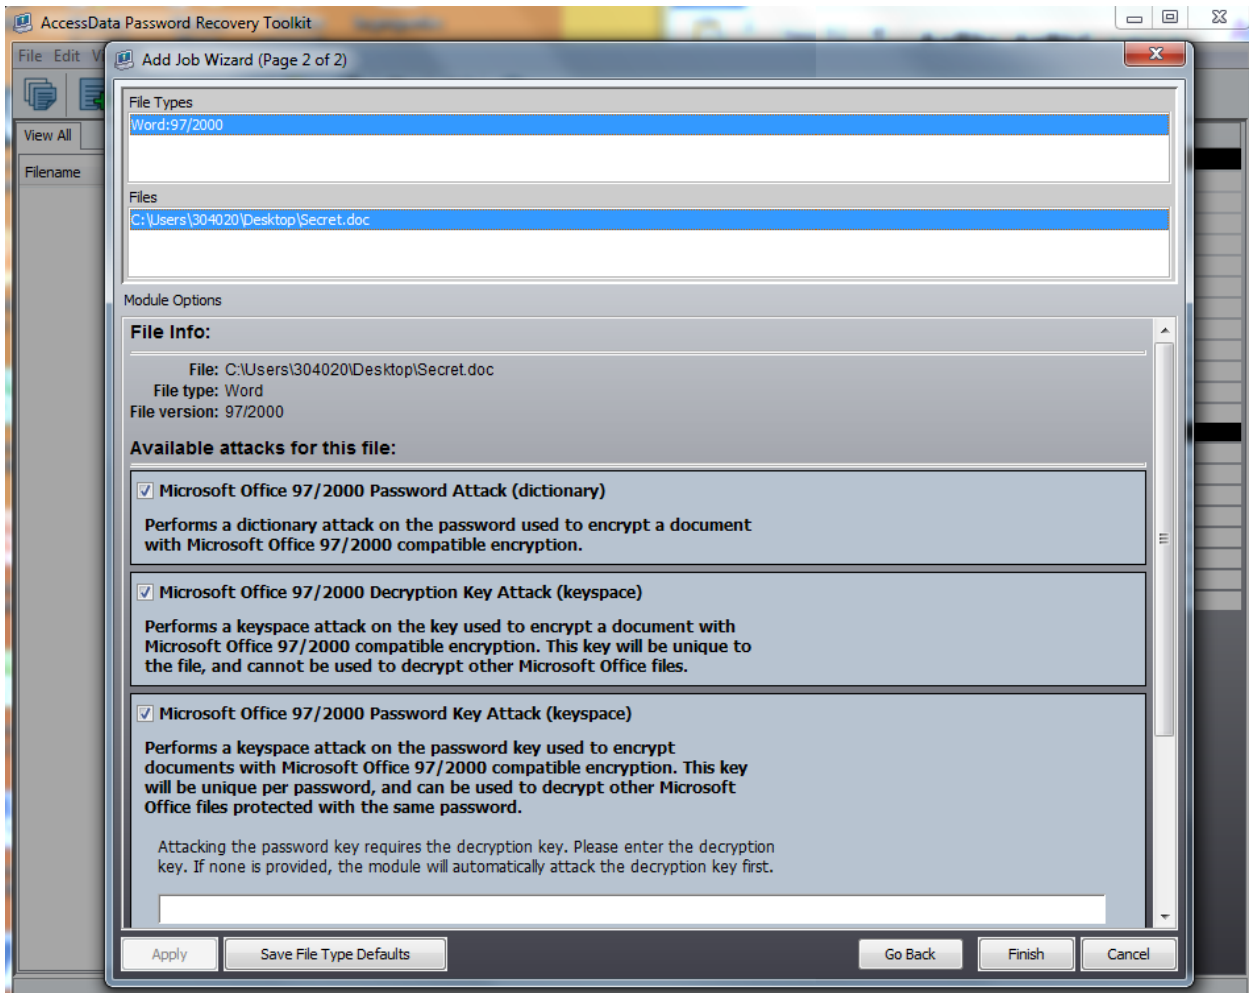 AccessData Password Recovery Toolkit
File Edit
Add Job Wizard (Page 2 of 2)
View All
Filename
File Types
Word:97/2000
Files
C:\Users\304020\Desktop\Secret.doc
Module Options
File Info:
File: C:\Users\304020\Desktop\Secret.doc
File type: Word
File version: 97/2000
Available attacks for this file:
Microsoft Office 97/2000 Password Attack (dictionary)
Performs a dictionary attack on the password used to encrypt a document
with Microsoft Office 97/2000 compatible encryption.
Microsoft Office 97/2000 Decryption Key Attack (keyspace)
Performs a keyspace attack on the key used to encrypt a document with
Microsoft Office 97/2000 compatible encryption. This key will be unique to
the file, and cannot be used to decrypt other Microsoft Office files.
Microsoft Office 97/2000 Password Key Attack (keyspace)
Performs a keyspace attack on the password key used to encrypt
documents with Microsoft Office 97/2000 compatible encryption. This key
will be unique per password, and can be used to decrypt other Microsoft
Office files protected with the same password.
Attacking the password key requires the decryption key. Please enter the decryption
key. If none is provided, the module will automatically attack the decryption key first.
Apply Save File Type Defaults Go Back Finish Cancel